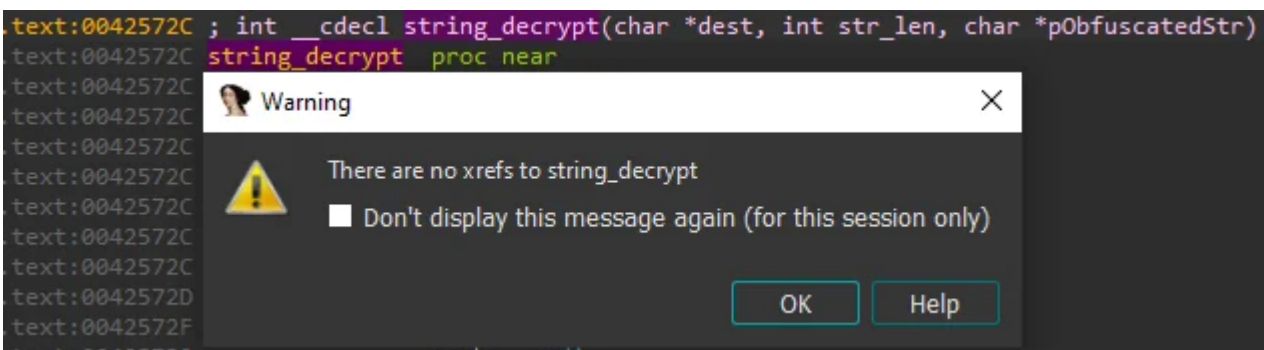 .text:0042572C ; int __cdecl string_decrypt(char *dest, int str_len, char *pObfuscatedStr)
.text:0042572C string_decrypt proc near
.text:0042572C
Warning
.text:0042572C
.text:0042572C
.text:0042572C There are no xrefs to string_decrypt
.text:0042572C Don't display this message again (for this session only)
.text:0042572C
.text:0042572C
.text:0042572D OK Help
.text:0042572F